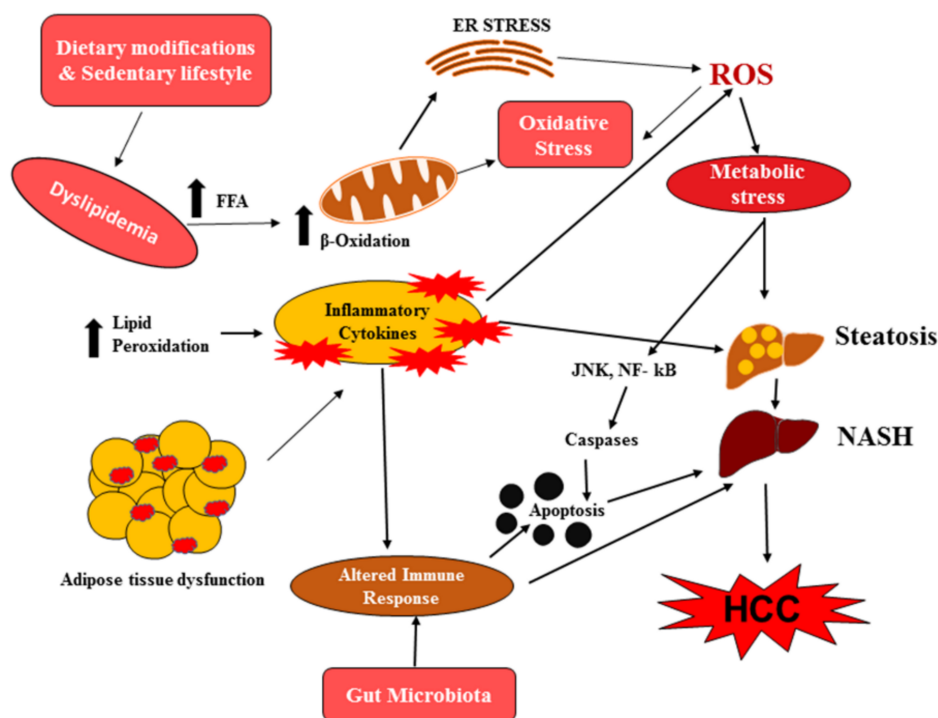 ER STRESS
Dietary modifications
& Sedentary lifestyle
ROS
Oxidative
Stress
Metabolic
stress
Dyslipidemia
FFA
β-Oxidation
Inflammatory
Cytokines
Lipid
Peroxidation
Steatosis
JNK, NF- kB
NASH
Caspases
Apoptosis
Adipose tissue dysfunction
Altered Immune
Response
HCC
Gut Microbiota